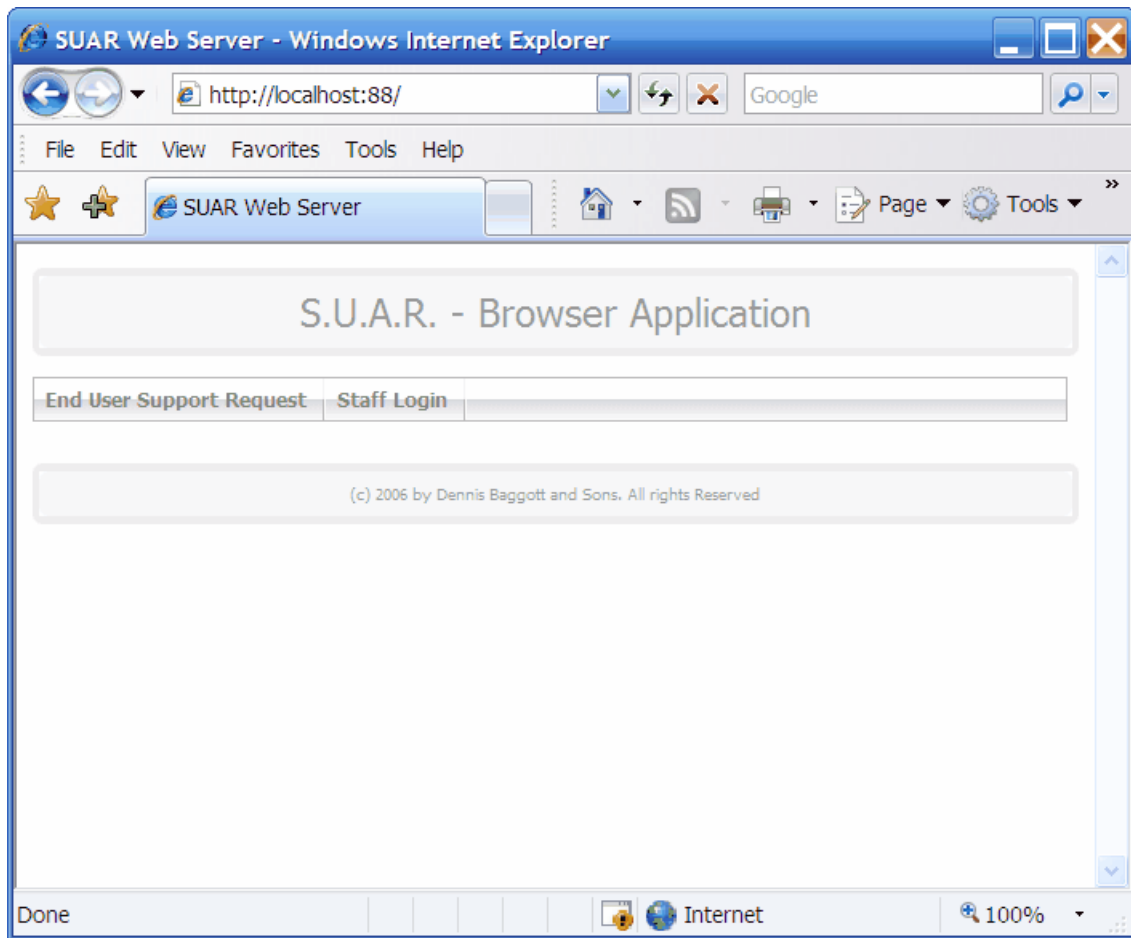 SUAR Web Server - Windows Internet Explorer
http://localhost:88/
Google
File Edit View Favorites Tools Help
SUAR Web Server
Page
Tools
S.U.A.R. - Browser Application
End User Support Request
Staff Login
(c) 2006 by Dennis Baggott and Sons. All rights Reserved
Done
Internet
100%